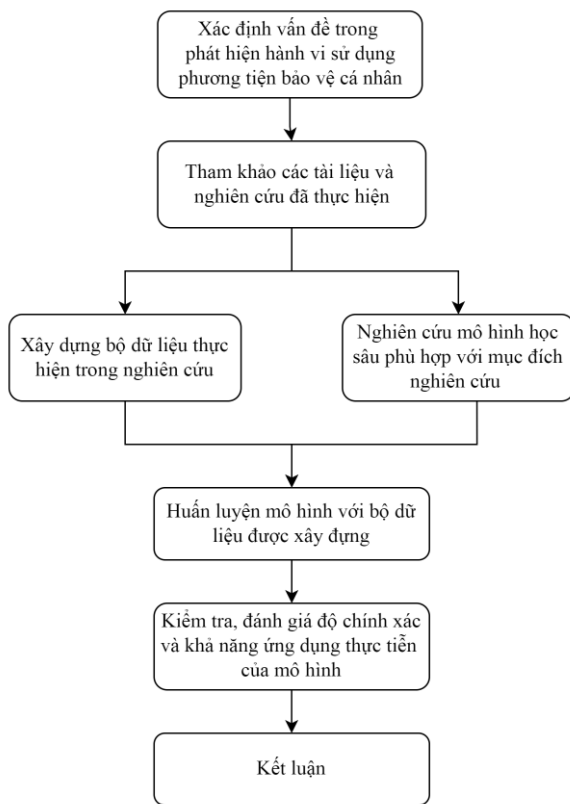 Xác định vấn đề trong
phát hiện hành vi sử dụng
phương tiện bảo vệ cá nhân
Tham khảo các tài liệu và
nghiên cứu đã thực hiện
Xây dựng bộ dữ liệu thực
hiện trong nghiên cứu
Nghiên cứu mô hình học
sâu phù hợp với mục đích
nghiên cứu
Huấn luyện mô hình với bộ dữ
liệu được xây đựng
Kiểm tra, đánh giá độ chính xác
và khả năng ứng dụng thực tiễn
của mô hình
Kết luận